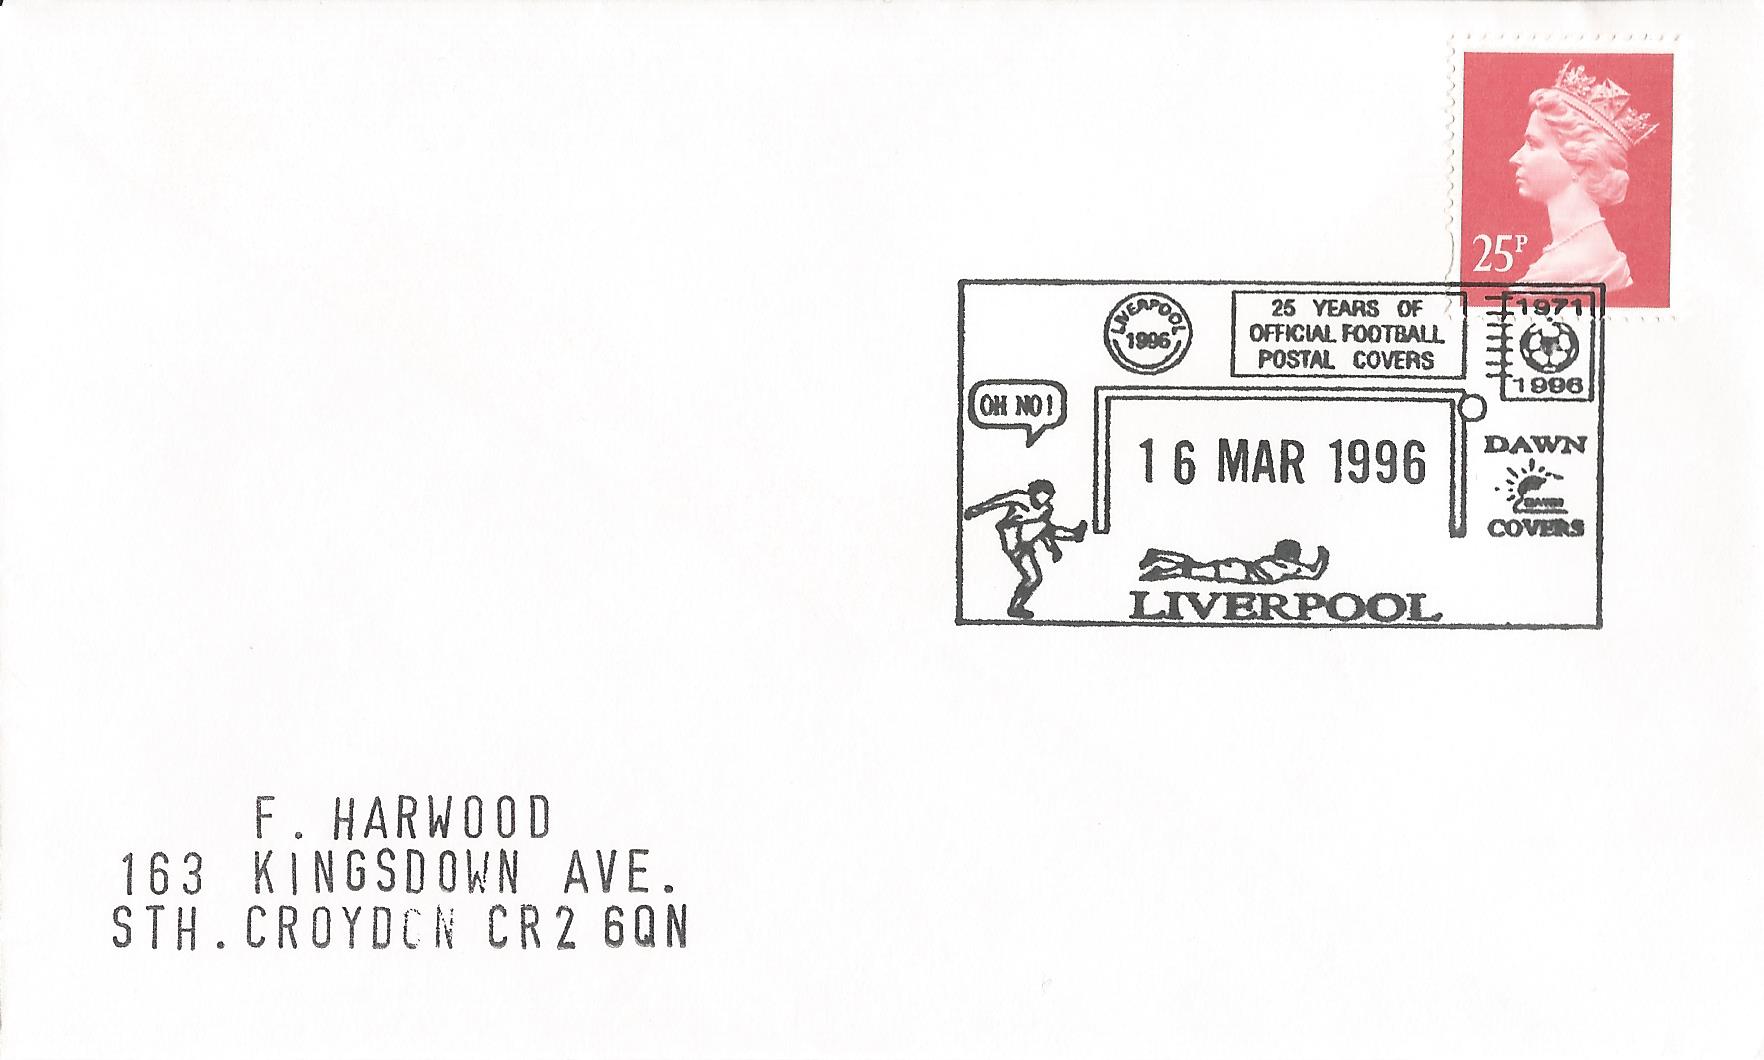 25P
LIVERPOOL
1996
25 YEARS OF
OFFICIAL FOOTBALL
POSTAL COVERS
1971
1996
OH NO!
16 MAR 1996
DAWN
DAWN
COVERS
LIVERPOOL
F. HARWOOD
163 KINGSDOWN AVE.
STH. CROYDON CR2 6QN